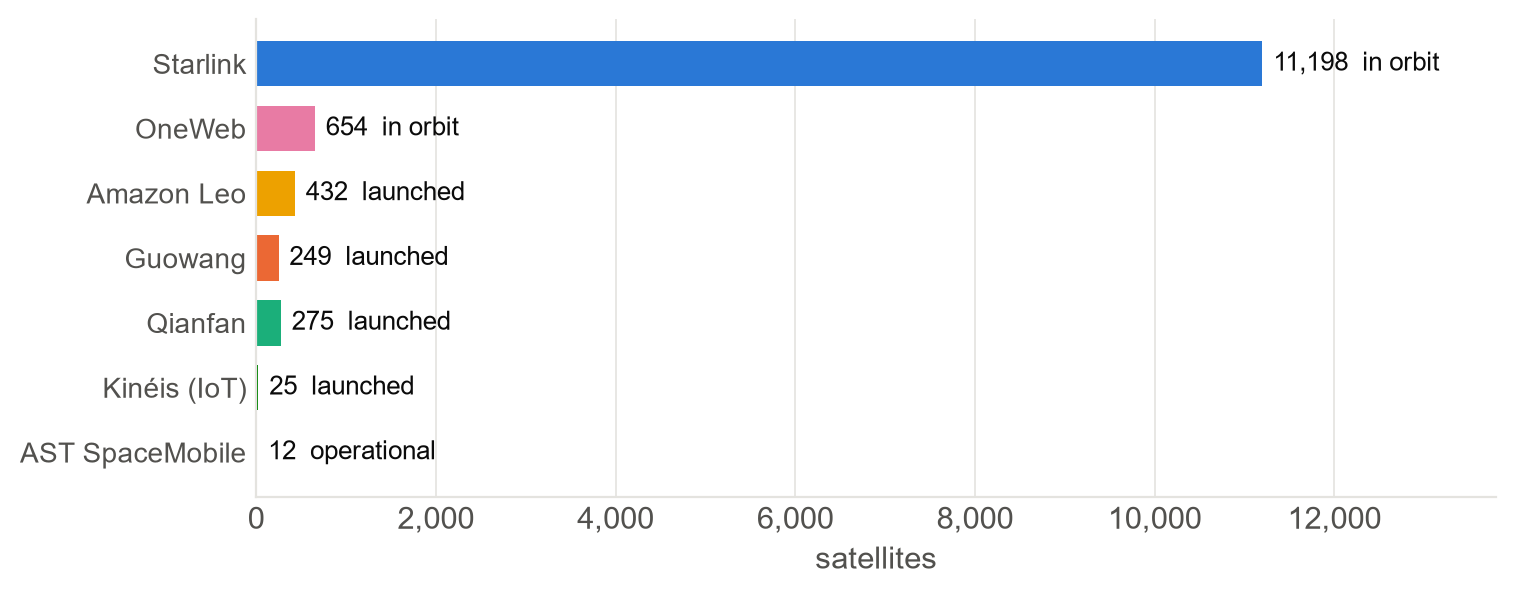 Starlink 11,198 in orbit
OneWeb 654 in orbit
Amazon Leo 432 launched
Guowang 249 launched
Qianfan 275 launched
Kinéis (IoT) 25 launched
AST SpaceMobile 12 operational
0 2,000 4,000 6,000 8,000 10,000 12,000
satellites